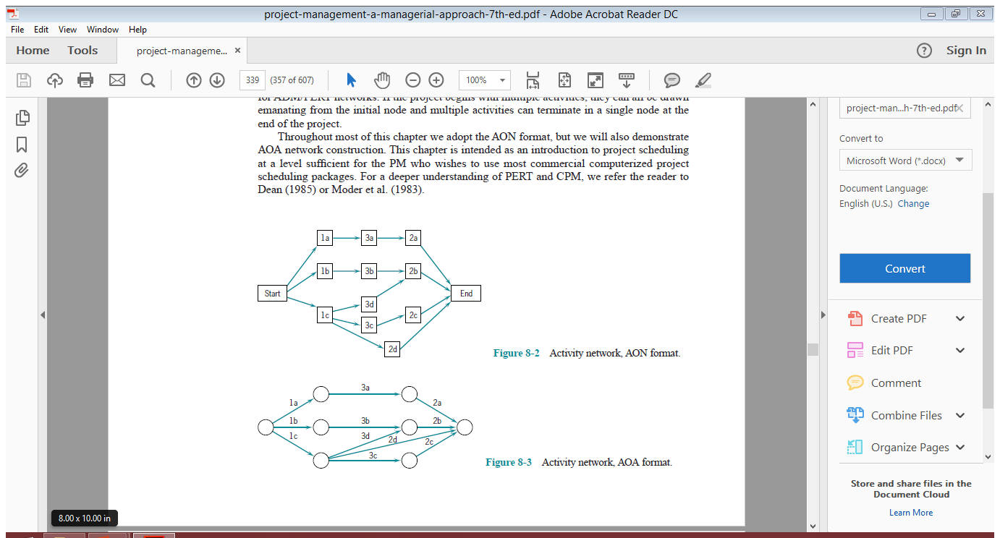 project-management-a-managerial-approach-7th-ed.pdf - Adobe Acrobat Reader DC
File Edit View Window Help
Home Tools project-manageme... × ? Sign In
339 (357 of 607) 100%
for ADM/PERT networks. If the project begins with multiple activities, they can all be drawn
emanating from the initial node and multiple activities can terminate in a single node at the
end of the project.
Throughout most of this chapter we adopt the AON format, but we will also demonstrate
AOA network construction. This chapter is intended as an introduction to project scheduling
at a level sufficient for the PM who wishes to use most commercial computerized project
scheduling packages. For a deeper understanding of PERT and CPM, we refer the reader to
Dean (1985) or Moder et al. (1983).
1a 3a 2a
1b 3b 2b
Start End
3d
1c 2c
3c
2d
Figure 8-2 Activity network, AON format.
3a
1a 2a
1b 3b 2b
1c 3d 2d 2c
3c
Figure 8-3 Activity network, AOA format.
8.00 x 10.00 in
project-man...h-7th-ed.pdf
Convert to
Microsoft Word (*.docx)
Document Language:
English (U.S.) Change
Convert
Create PDF
Edit PDF
Comment
Combine Files
Organize Pages
Store and share files in the
Document Cloud
Learn More